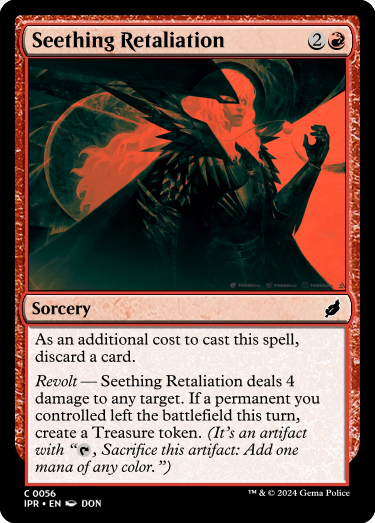 Seething Retaliation 2
Sorcery
As an additional cost to cast this spell,
discard a card.
Revolt — Seething Retaliation deals 4
damage to any target. If a permanent you
controlled left the battlefield this turn,
create a Treasure token. (It's an artifact
with “, Sacrifice this artifact: Add one
mana of any color.”)
C 0056
IPR • EN DON
™ & © 2024 Gema Police